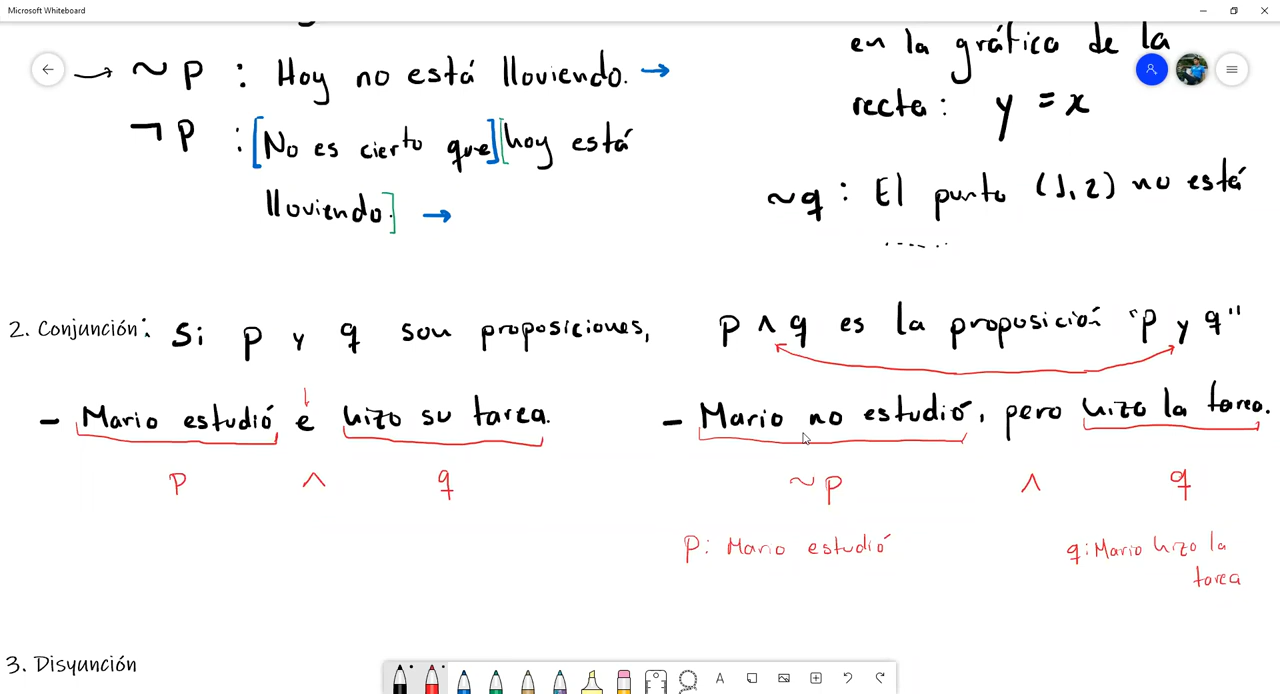 Microsoft Whiteboard
~ p : Hoy no está lloviendo.
¬ p : [No es cierto que] [hoy está
lloviendo.]
en la gráfica de la
recta: y = x
~q : El punto (1,2) no está
.....
2. Conjunción: Si p y q son proposiciones, p ∧ q es la proposición "p y q"
- Mario estudió e hizo su tarea.
p ∧ q
- Mario no estudió, pero hizo la tarea.
~ p ∧ q
p: Mario estudió
q: Mario hizo la
tarea
3. Disyunción
A